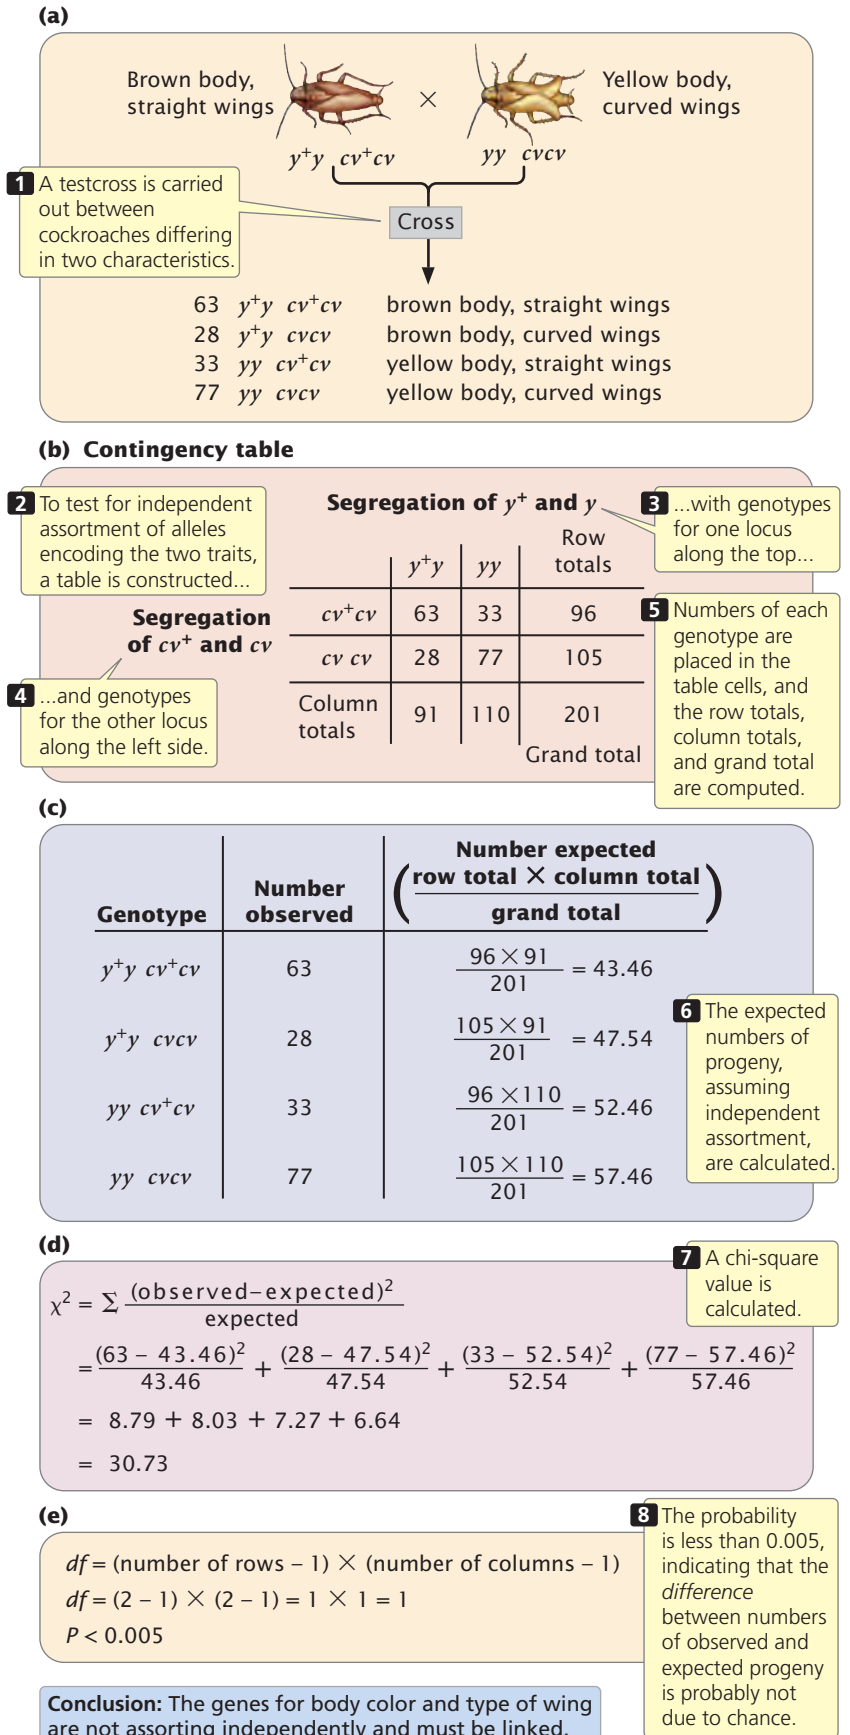 (a)
Brown body,
straight wings
×
Yellow body,
curved wings
y⁺y cv⁺cv
yy cvcv
1 A testcross is carried
out between
cockroaches differing
in two characteristics.
Cross
63 y⁺y cv⁺cv brown body, straight wings
28 y⁺y cvcv brown body, curved wings
33 yy cv⁺cv yellow body, straight wings
77 yy cvcv yellow body, curved wings
(b) Contingency table
2 To test for independent
assortment of alleles
encoding the two traits,
a table is constructed...
Segregation of y⁺ and y
3 ...with genotypes
for one locus
along the top...
y⁺y yy Row
totals
Segregation
of cv⁺ and cv
cv⁺cv 63 33 96
cv cv 28 77 105
Column
totals
91 110 201
Grand total
4 ...and genotypes
for the other locus
along the left side.
5 Numbers of each
genotype are
placed in the
table cells, and
the row totals,
column totals,
and grand total
are computed.
(c)
Genotype
Number
observed
Number expected
(row total × column total
grand total)
y⁺y cv⁺cv 63 96 × 91 / 201 = 43.46
y⁺y cvcv 28 105 × 91 / 201 = 47.54
yy cv⁺cv 33 96 × 110 / 201 = 52.46
yy cvcv 77 105 × 110 / 201 = 57.46
6 The expected
numbers of
progeny,
assuming
independent
assortment,
are calculated.
(d)
7 A chi-square
value is
calculated.
χ² = Σ (observed–expected)² / expected
= (63 – 43.46)² / 43.46 + (28 – 47.54)² / 47.54 + (33 – 52.54)² / 52.54 + (77 – 57.46)² / 57.46
= 8.79 + 8.03 + 7.27 + 6.64
= 30.73
(e)
df = (number of rows – 1) × (number of columns – 1)
df = (2 – 1) × (2 – 1) = 1 × 1 = 1
P < 0.005
8 The probability
is less than 0.005,
indicating that the
difference
between numbers
of observed and
expected progeny
is probably not
due to chance.
Conclusion: The genes for body color and type of wing
are not assorting independently and must be linked.